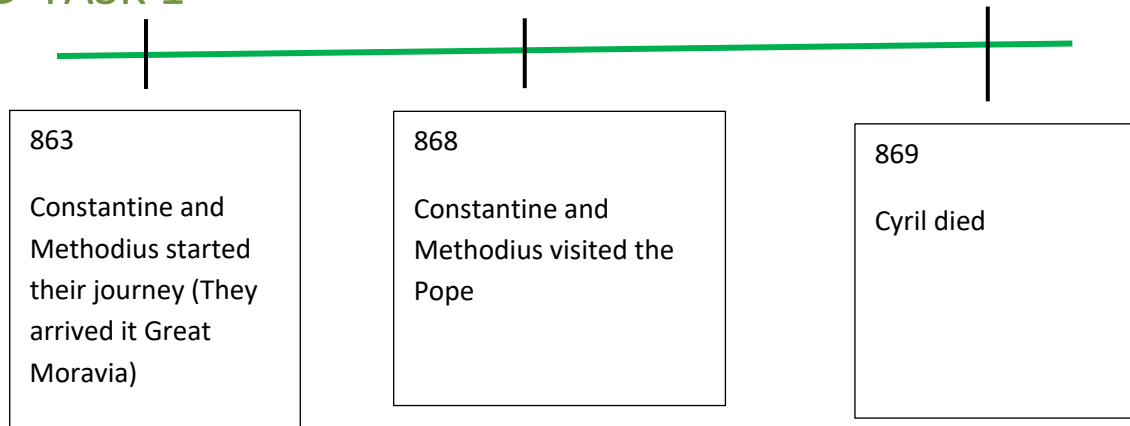 TASK 1
863
Constantine and
Methodius started
their journey (They
arrived it Great
Moravia)
868
Constantine and
Methodius visited the
Pope
869
Cyril died